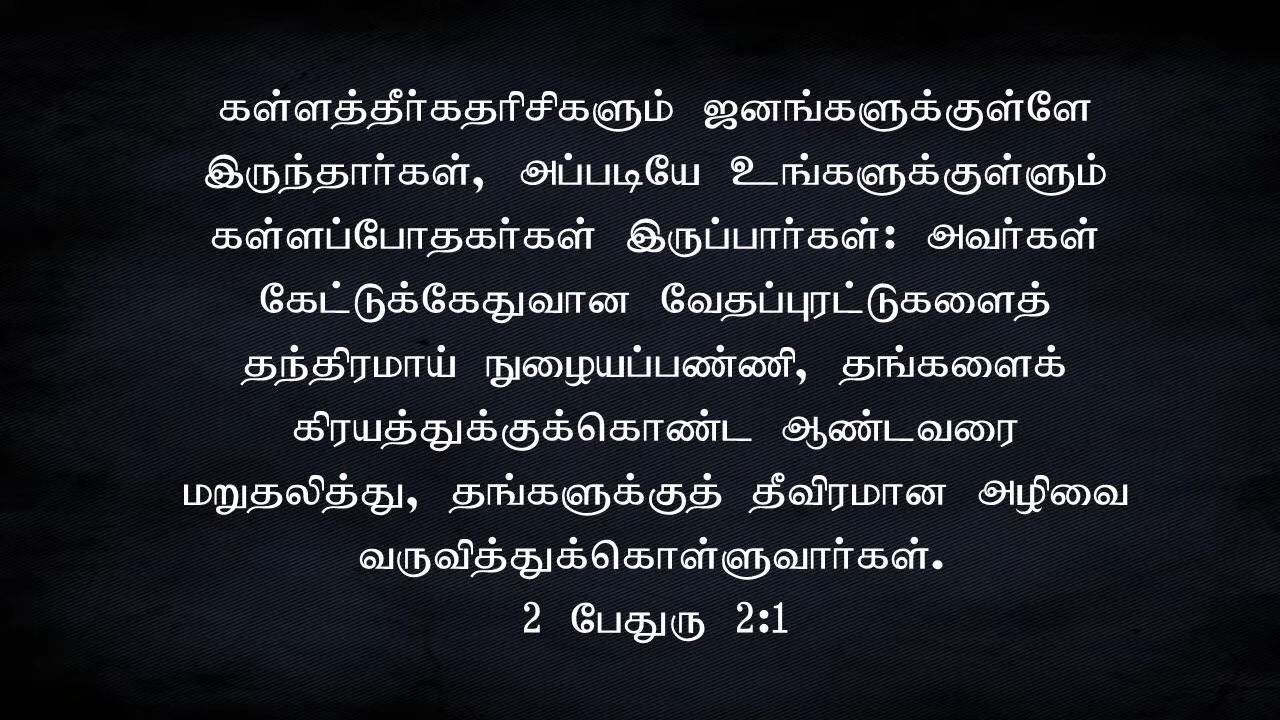 கள்ளத்தீர்கதரிசிகளும் ஜனங்களுக்குள்ளே
இருந்தார்கள், அப்படியே உங்களுக்குள்ளும்
கள்ளப்போதகர்கள் இருப்பார்கள்: அவர்கள்
கேட்டுக்கேதுவான வேதப்புரட்டுகளைத்
தந்திரமாய் நுழையப்பண்ணி, தங்களைக்
கிரயத்துக்குக்கொண்ட ஆண்டவரை
மறுதலித்து, தங்களுக்குத் தீவிரமான அழிவை
வருவித்துக்கொள்ளுவார்கள்.
2 பேதுரு 2:1